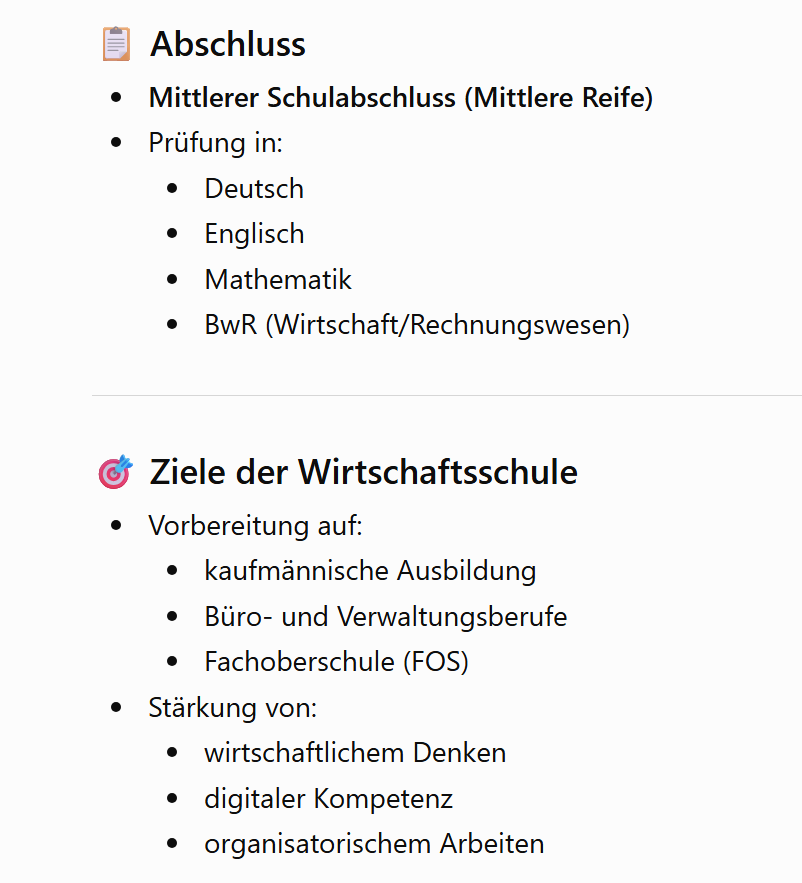 Abschluss
Mittlerer Schulabschluss (Mittlere Reife)
Prüfung in:
Deutsch
Englisch
Mathematik
BwR (Wirtschaft/Rechnungswesen)
Ziele der Wirtschaftsschule
Vorbereitung auf:
kaufmännische Ausbildung
Büro- und Verwaltungsberufe
Fachoberschule (FOS)
Stärkung von:
wirtschaftlichem Denken
digitaler Kompetenz
organisatorischem Arbeiten